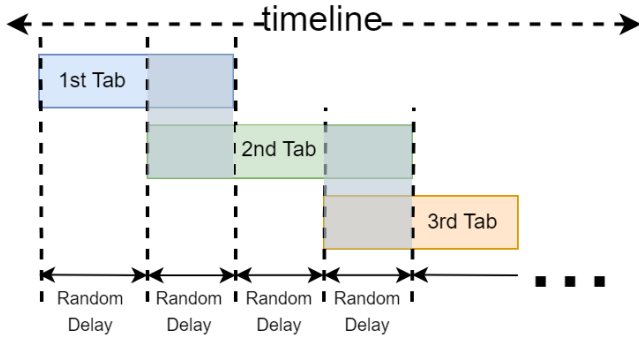 timeline
1st Tab
2nd Tab
3rd Tab
Random Random Random Random
Delay Delay Delay Delay